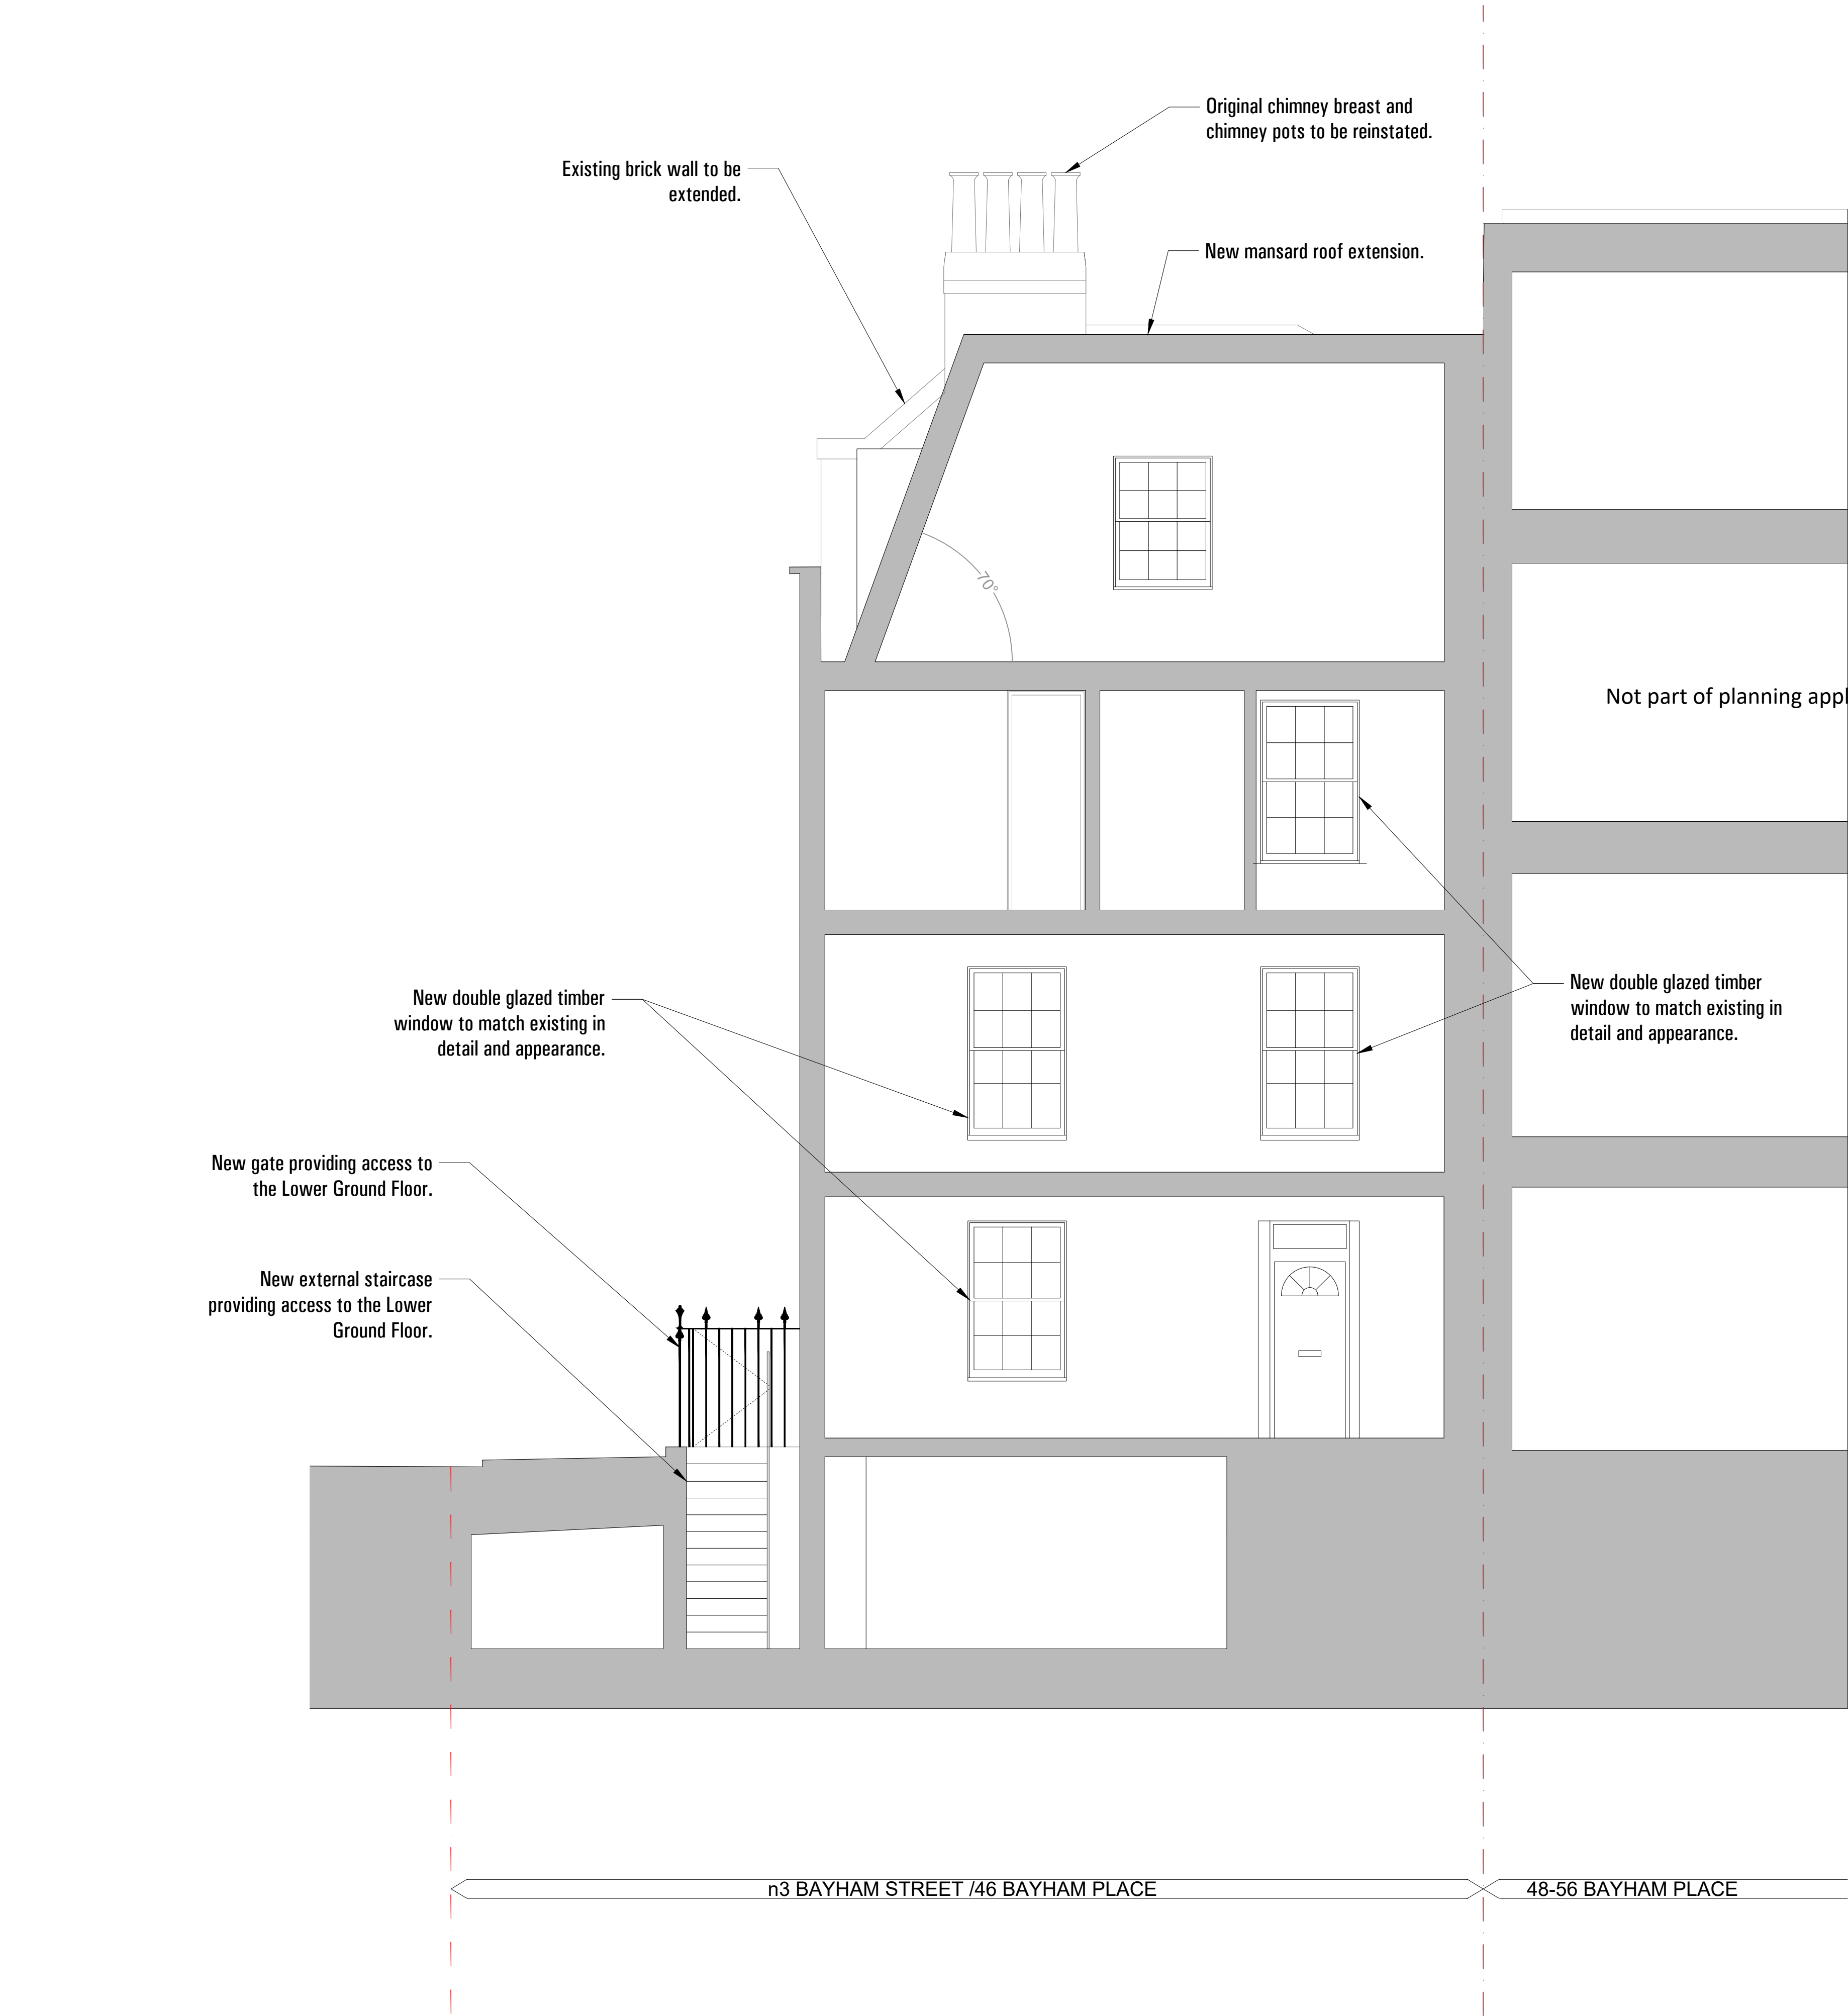 Original chimney breast and
chimney pots to be reinstated.
Existing brick wall to be
extended.
New mansard roof extension.
70°
Not part of planning appl
New double glazed timber
window to match existing in
detail and appearance.
New double glazed timber
window to match existing in
detail and appearance.
New gate providing access to
the Lower Ground Floor.
New external staircase
providing access to the Lower
Ground Floor.
n3 BAYHAM STREET /46 BAYHAM PLACE
48-56 BAYHAM PLACE